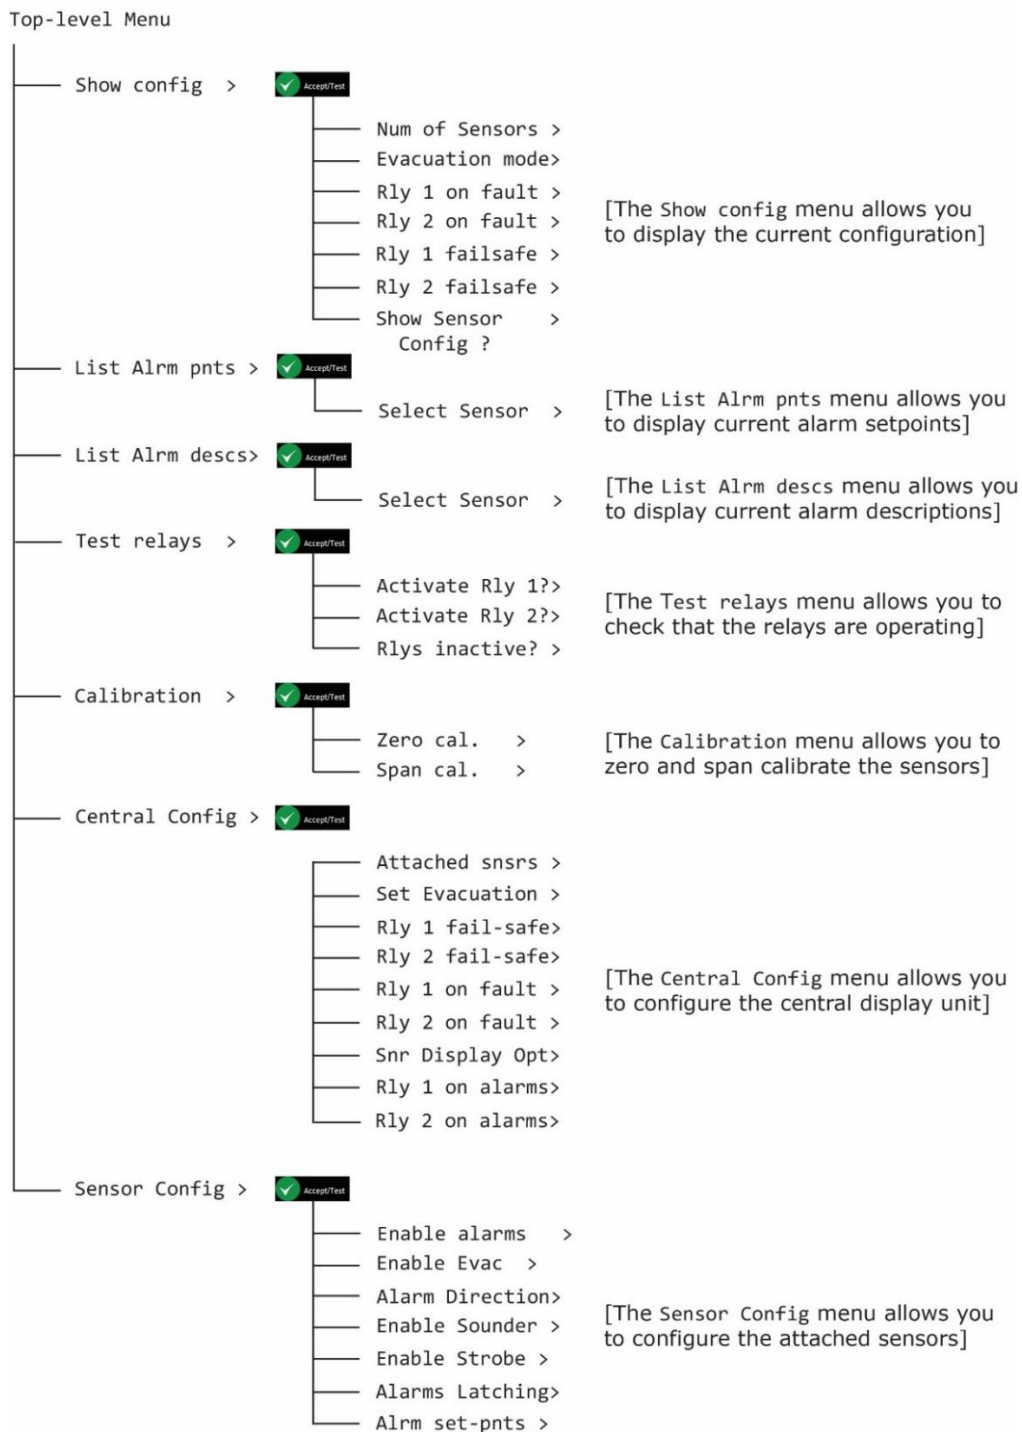 Top-level Menu
Show config >
Accept/Test
Num of Sensors >
Evacuation mode>
Rly 1 on fault >
Rly 2 on fault >
Rly 1 failsafe >
Rly 2 failsafe >
Show Sensor >
Config ?
[The Show config menu allows you
to display the current configuration]
List Alrm pnts >
Accept/Test
Select Sensor >
[The List Alrm pnts menu allows you
to display current alarm setpoints]
List Alrm descs>
Accept/Test
Select Sensor >
[The List Alrm descs menu allows you
to display current alarm descriptions]
Test relays >
Accept/Test
Activate Rly 1?>
Activate Rly 2?>
Rlys inactive? >
[The Test relays menu allows you to
check that the relays are operating]
Calibration >
Accept/Test
Zero cal. >
Span cal. >
[The Calibration menu allows you to
zero and span calibrate the sensors]
Central Config >
Accept/Test
Attached snsrs >
Set Evacuation >
Rly 1 fail-safe>
Rly 2 fail-safe>
Rly 1 on fault >
Rly 2 on fault >
Snr Display Opt>
Rly 1 on alarms>
Rly 2 on alarms>
[The Central Config menu allows you
to configure the central display unit]
Sensor Config >
Accept/Test
Enable alarms >
Enable Evac >
Alarm Direction>
Enable Sounder >
Enable Strobe >
Alarms Latching>
Alrm set-pnts >
[The Sensor Config menu allows you
to configure the attached sensors]